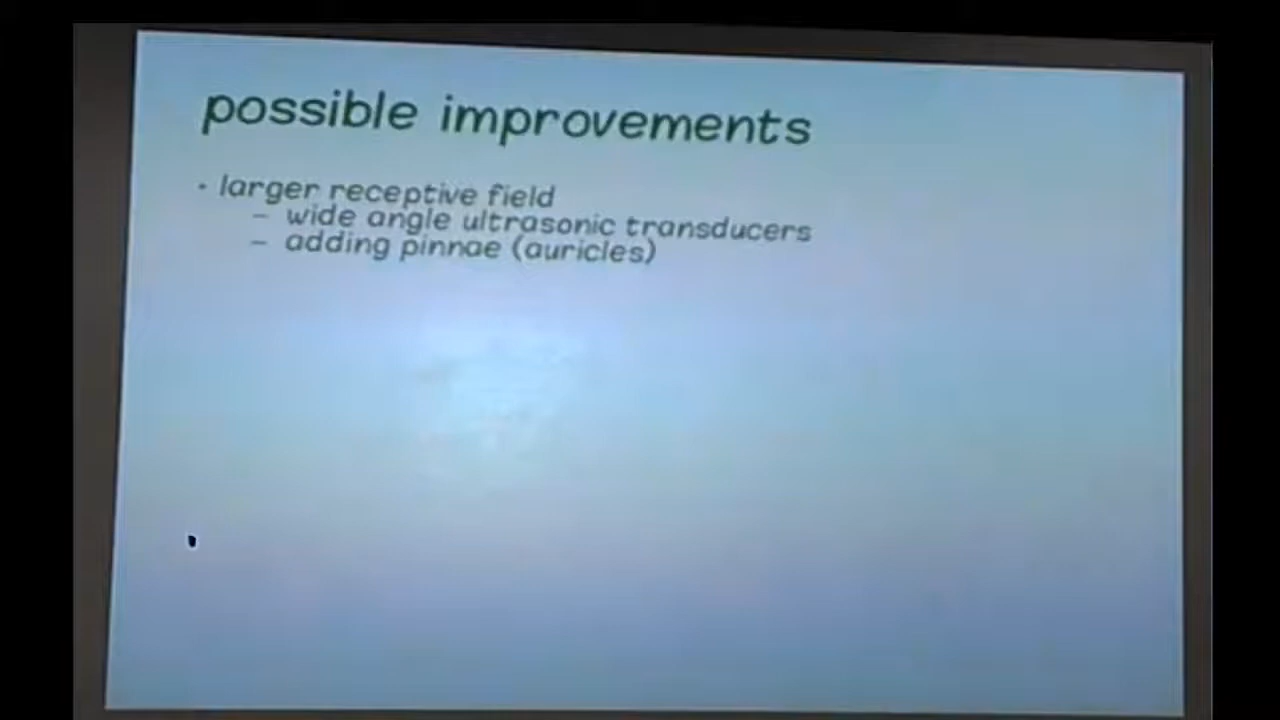 possible improvements
• larger receptive field
– wide angle ultrasonic transducers
– adding pinnae (auricles)